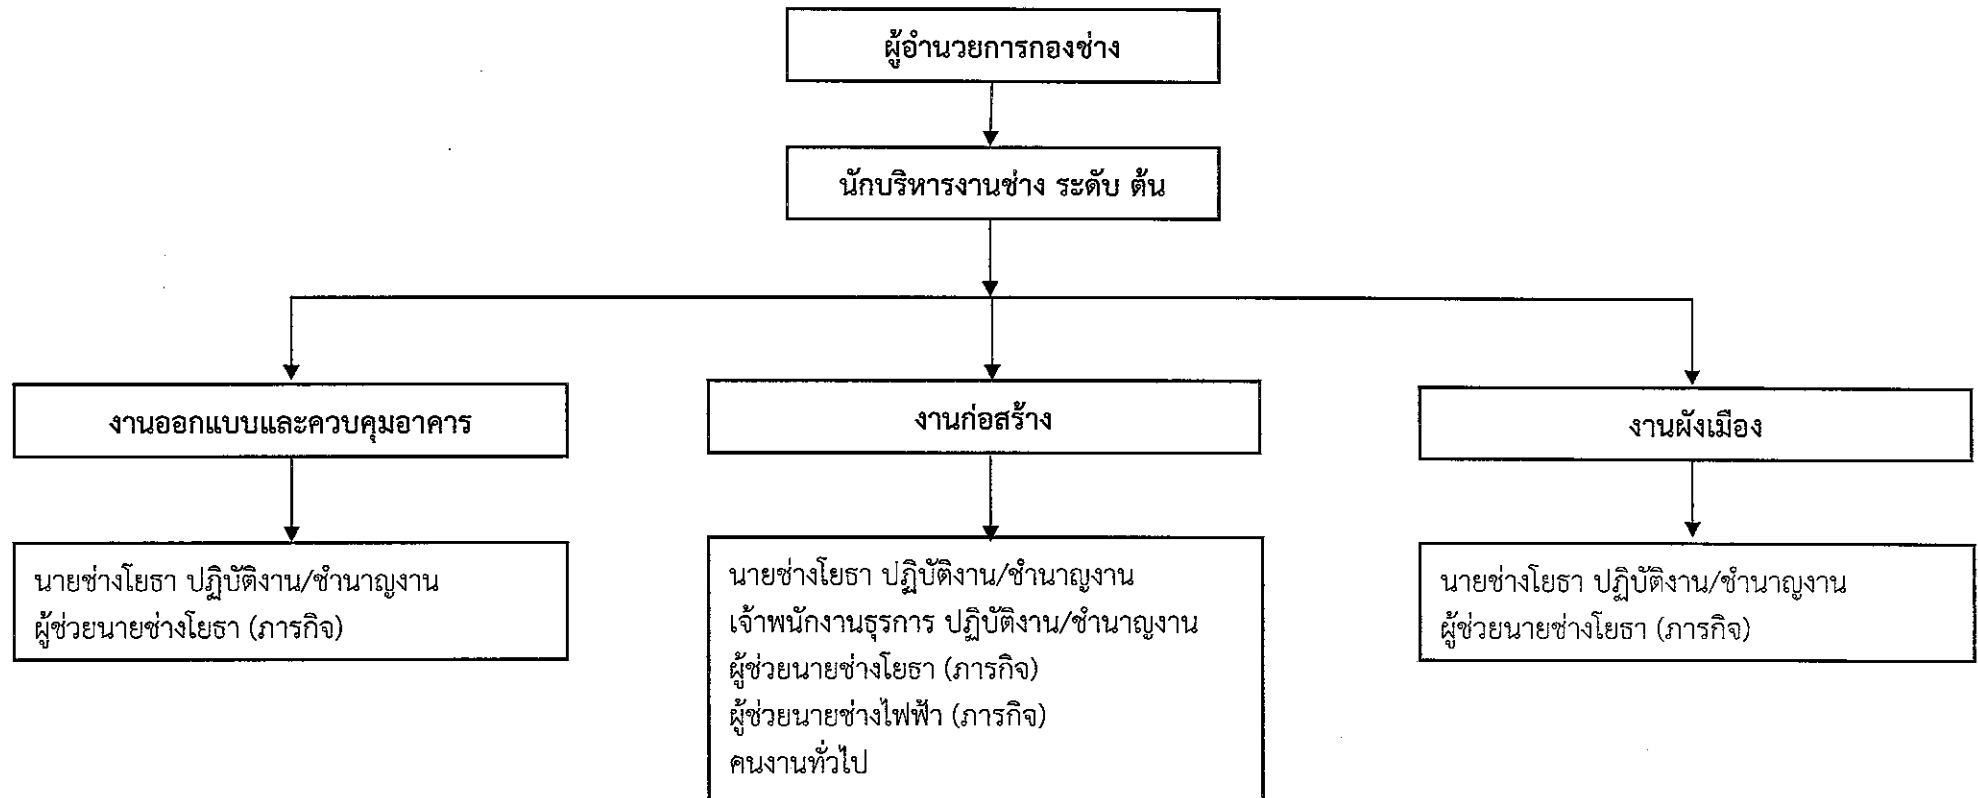 ผู้อำนวยการกองช่าง
นักบริหารงานช่าง ระดับ ต้น
งานออกแบบและควบคุมอาคาร
งานก่อสร้าง
งานผังเมือง
นายช่างโยธา ปฏิบัติงาน/ชำนาญงาน
ผู้ช่วยนายช่างโยธา (ภารกิจ)
นายช่างโยธา ปฏิบัติงาน/ชำนาญงาน
เจ้าพนักงานธุรการ ปฏิบัติงาน/ชำนาญงาน
ผู้ช่วยนายช่างโยธา (ภารกิจ)
ผู้ช่วยนายช่างไฟฟ้า (ภารกิจ)
คนงานทั่วไป
นายช่างโยธา ปฏิบัติงาน/ชำนาญงาน
ผู้ช่วยนายช่างโยธา (ภารกิจ)